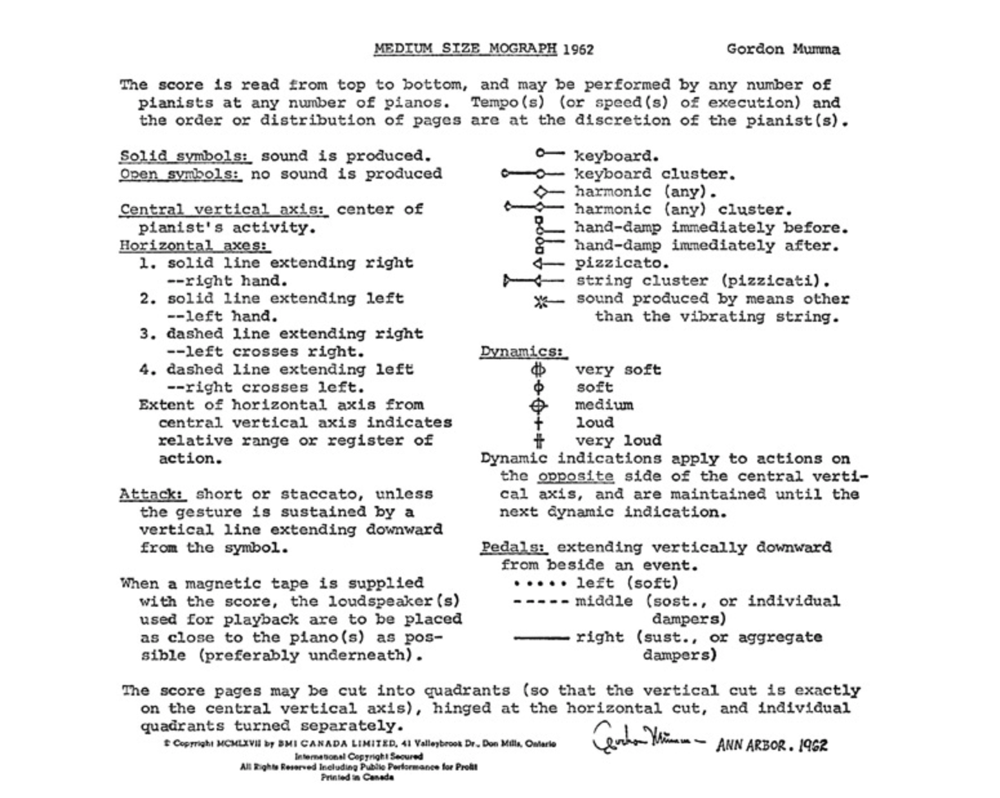 MEDIUM SIZE MOGRAPH 1962
Gordon Mumma
The score is read from top to bottom, and may be performed by any number of
pianists at any number of pianos. Tempo(s) (or speed(s) of execution) and
the order or distribution of pages are at the discretion of the pianist(s).
Solid symbols: sound is produced.
Open symbols: no sound is produced
Central vertical axis: center of
pianist's activity.
Horizontal axes:
1. solid line extending right
--right hand.
2. solid line extending left
--left hand.
3. dashed line extending right
--left crosses right.
4. dashed line extending left
--right crosses left.
Extent of horizontal axis from
central vertical axis indicates
relative range or register of
action.
Attack: short or staccato, unless
the gesture is sustained by a
vertical line extending downward
from the symbol.
When a magnetic tape is supplied
with the score, the loudspeaker(s)
used for playback are to be placed
as close to the piano(s) as pos-
sible (preferably underneath).
keyboard.
keyboard cluster.
harmonic (any).
harmonic (any) cluster.
hand-damp immediately before.
hand-damp immediately after.
pizzicato.
string cluster (pizzicati).
sound produced by means other
than the vibrating string.
Dynamics:
very soft
soft
medium
loud
very loud
Dynamic indications apply to actions on
the opposite side of the central verti-
cal axis, and are maintained until the
next dynamic indication.
Pedals: extending vertically downward
from beside an event.
left (soft)
middle (sost., or individual
dampers)
right (sust., or aggregate
dampers)
The score pages may be cut into quadrants (so that the vertical cut is exactly
on the central vertical axis), hinged at the horizontal cut, and individual
quadrants turned separately.
© Copyright MCMLXVII by BMI CANADA LIMITED, 41 Valleybrook Dr., Don Mills, Ontario
International Copyright Secured
All Rights Reserved Including Public Performance for Profit
Printed in Canada
Gordon Mumma - ANN ARBOR. 1962